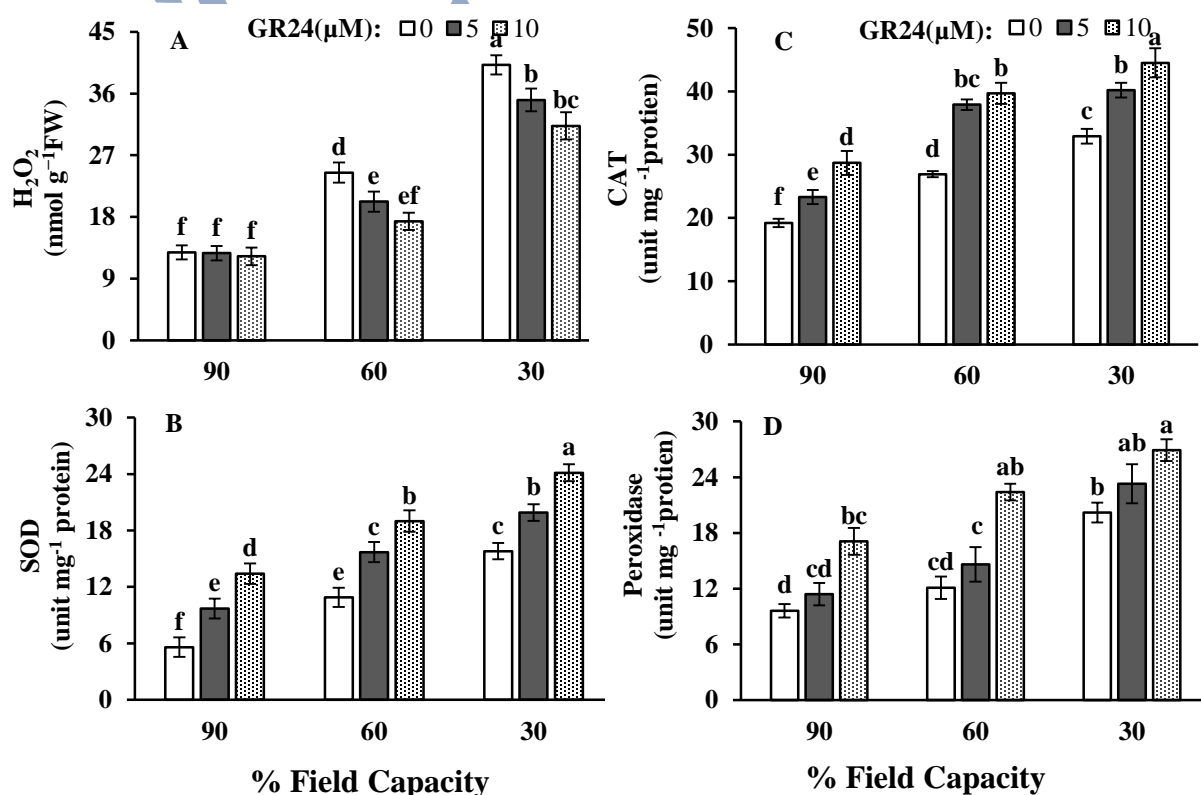 A
GR24(µM): 0 5 10
H₂O₂
(nmol g⁻¹FW)
45
36
27
18
9
0
f f f
d e ef
a b bc
90 60 30
C
GR24(µM): 0 5 10
CAT
(unit mg ⁻¹protien)
50
40
30
20
10
0
f e d
d bc b
c b a
90 60 30
B
SOD
(unit mg⁻¹ protein)
30
24
18
12
6
0
f e d
e c b
c b a
90 60 30
% Field Capacity
D
Peroxidase
(unit mg ⁻¹protien)
30
24
18
12
6
0
d cd bc
cd c ab
b ab a
90 60 30
% Field Capacity